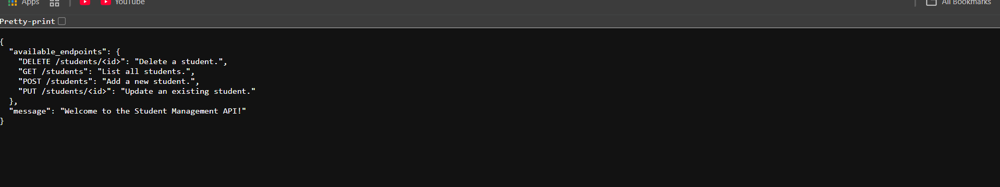 Apps YouTube All Bookmarks
Pretty-print
{
  "available_endpoints": {
    "DELETE /students/<id>": "Delete a student.",
    "GET /students": "List all students.",
    "POST /students": "Add a new student.",
    "PUT /students/<id>": "Update an existing student."
  },
  "message": "Welcome to the Student Management API!"
}